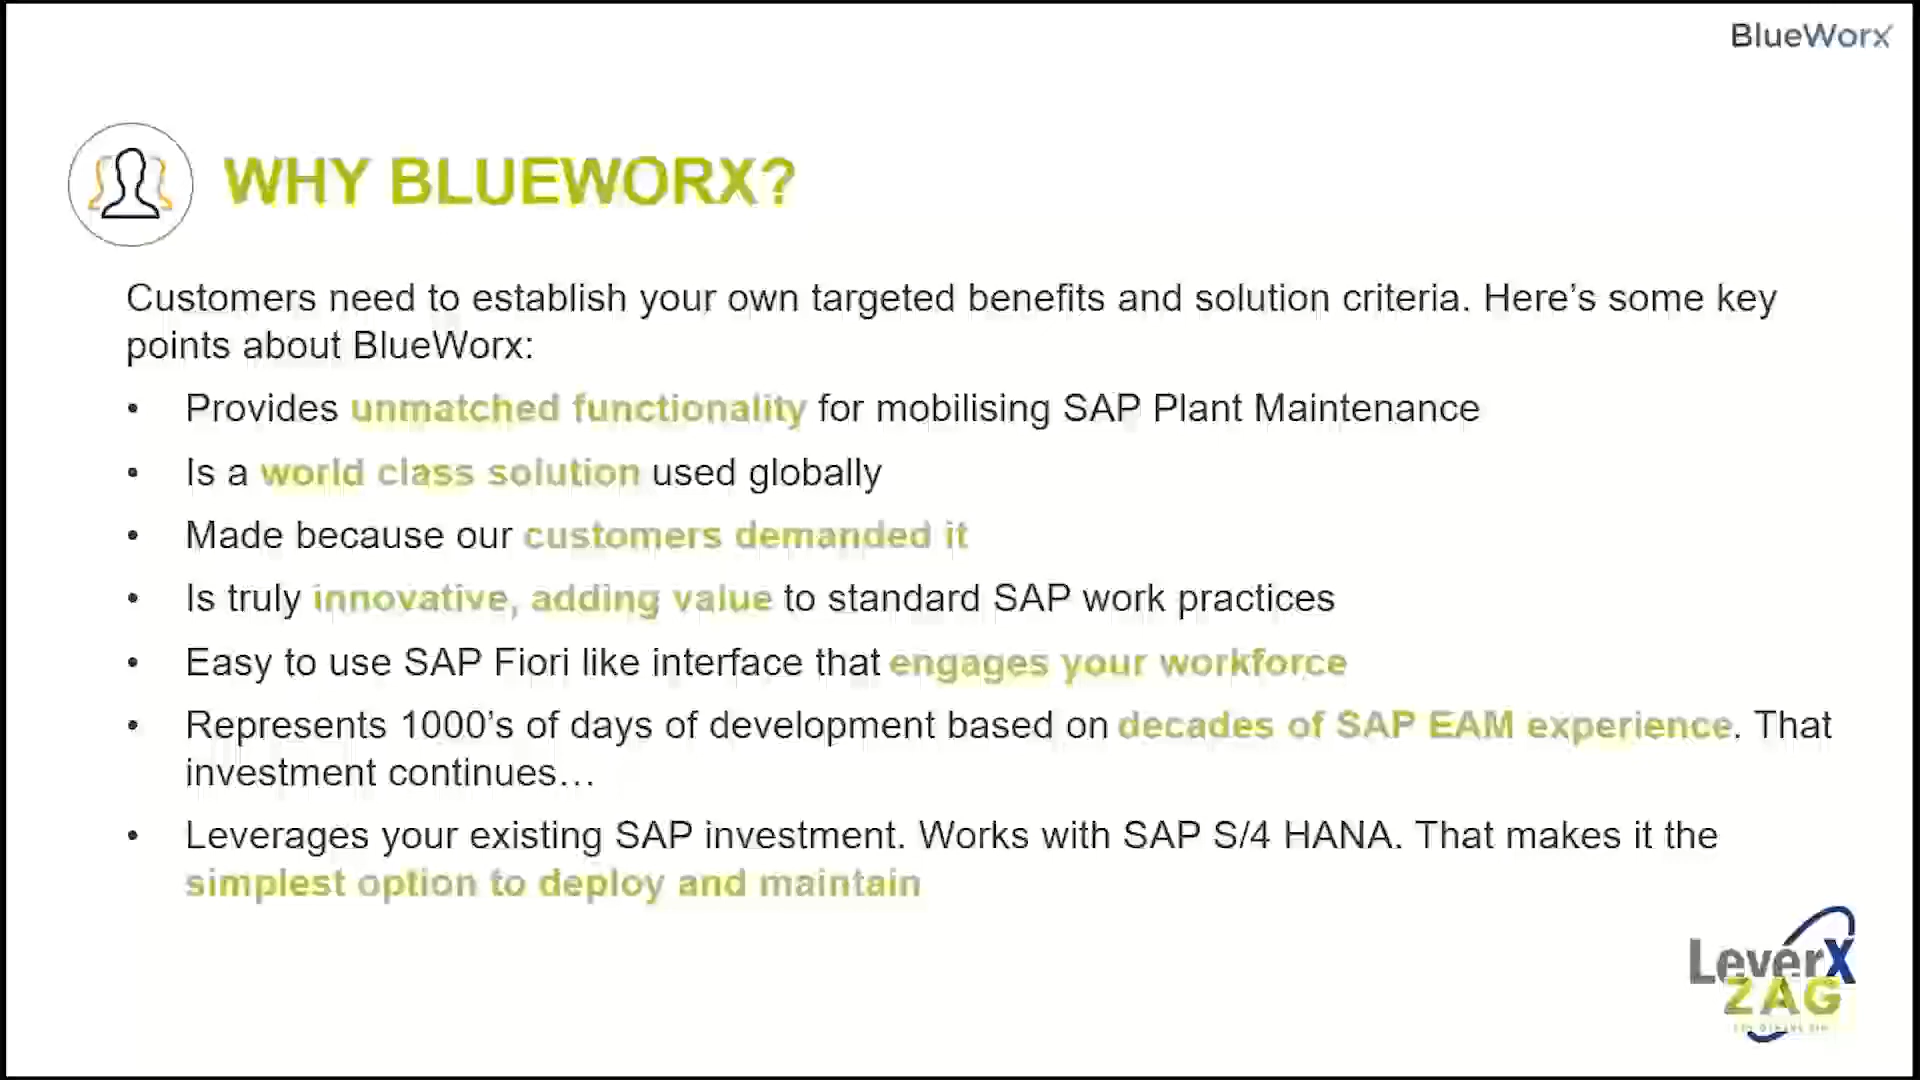 BlueWorx
WHY BLUEWORX?
Customers need to establish your own targeted benefits and solution criteria. Here's some key
points about BlueWorx:
• Provides unmatched functionality for mobilising SAP Plant Maintenance
• Is a world class solution used globally
• Made because our customers demanded it
• Is truly innovative, adding value to standard SAP work practices
• Easy to use SAP Fiori like interface that engages your workforce
• Represents 1000's of days of development based on decades of SAP EAM experience. That
investment continues…
• Leverages your existing SAP investment. Works with SAP S/4 HANA. That makes it the
simplest option to deploy and maintain
LeverX
ZAG